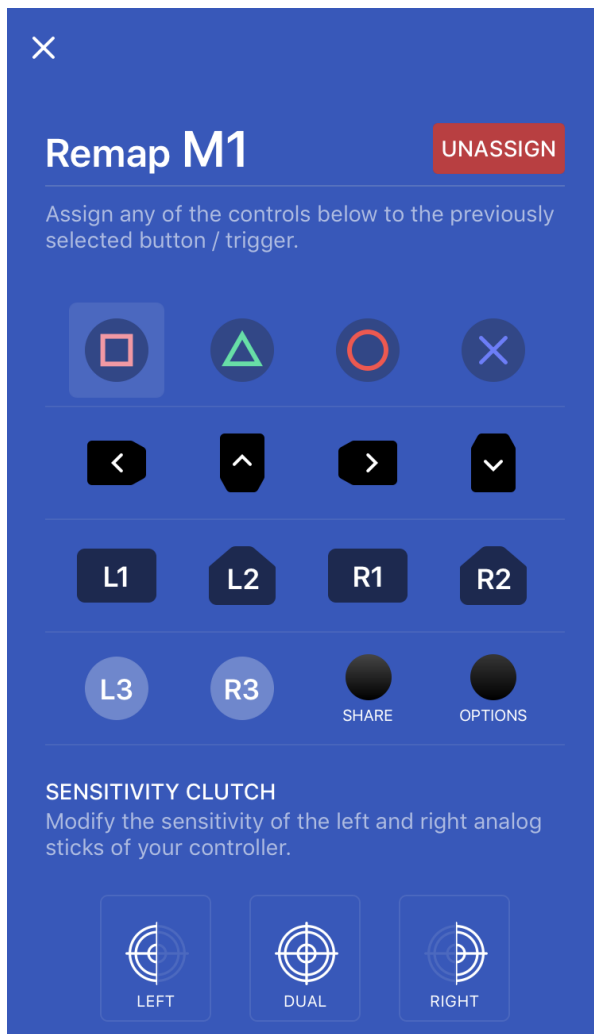 Remap M1
UNASSIGN
Assign any of the controls below to the previously
selected button / trigger.
L1
L2
R1
R2
L3
R3
SHARE
OPTIONS
SENSITIVITY CLUTCH
Modify the sensitivity of the left and right analog
sticks of your controller.
LEFT
DUAL
RIGHT